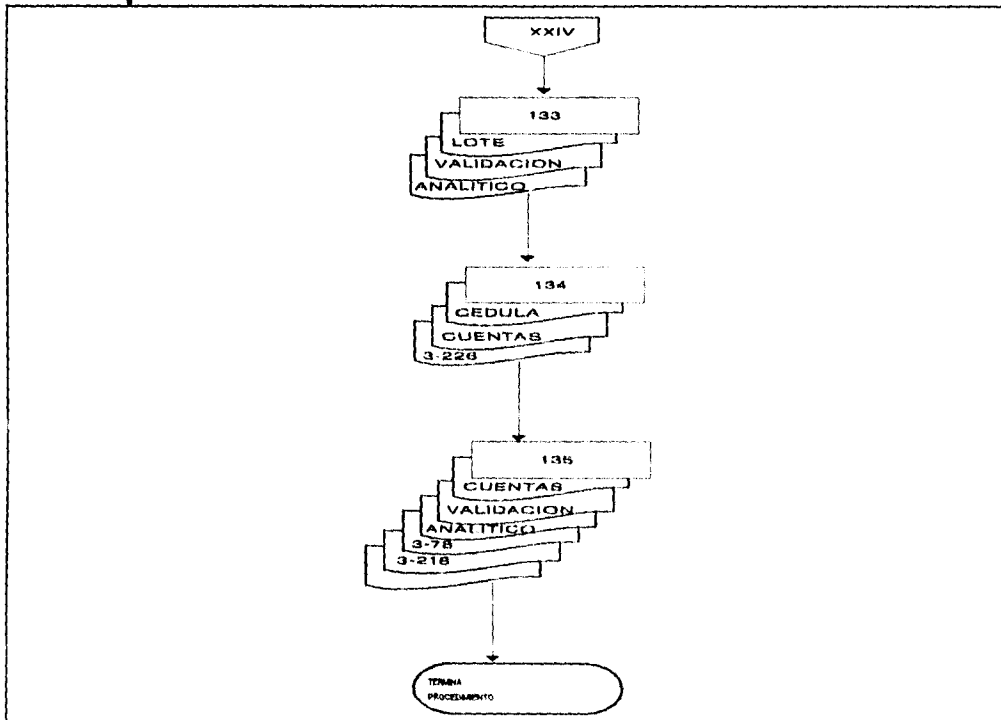 XXIV
133
LOTE
VALIDACION
ANALITICO
134
CEDULA
CUENTAS
3-226
135
CUENTAS
VALIDACION
ANALITICO
3-78
3-218
TERMINA
PROCEDIMIENTO